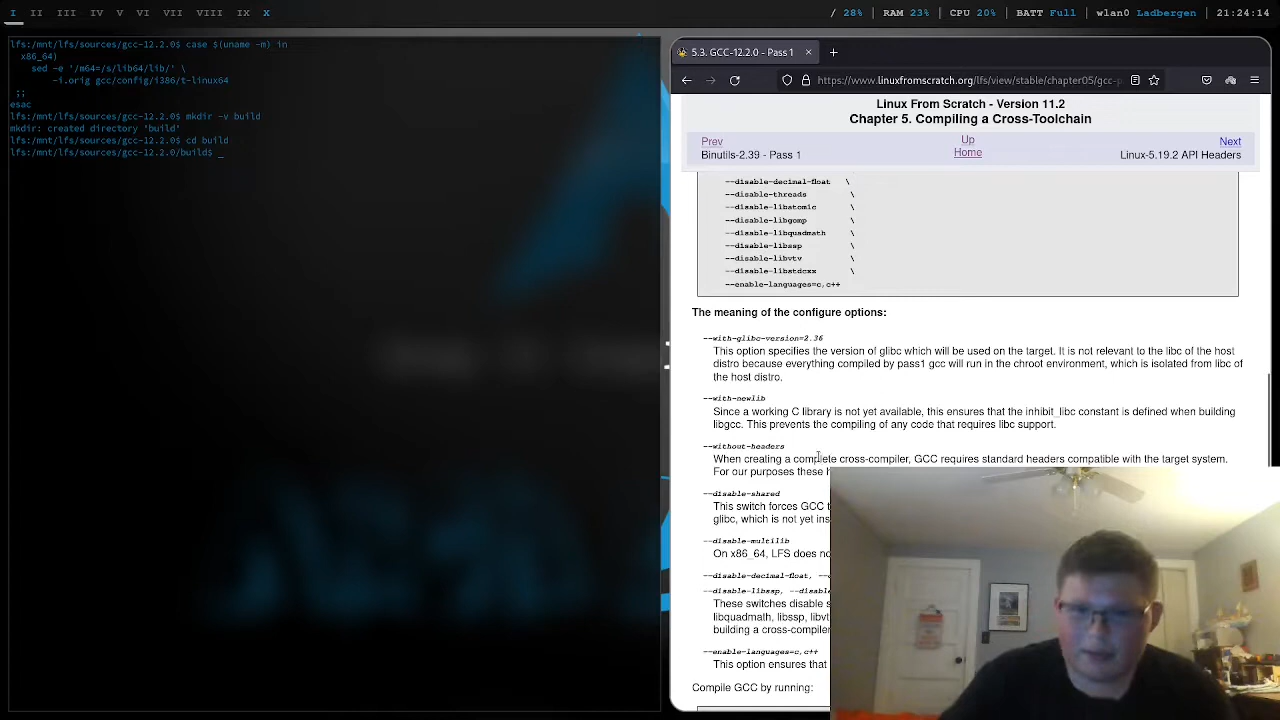 I II III IV V VI VII VIII IX X
/ 28% | RAM 23% | CPU 20% | BATT Full | wlan0 Ladbergen | 21:24:14
lfs:/mnt/lfs/sources/gcc-12.2.0$ case $(uname -m) in
x86_64)
sed -e '/m64=/s/lib64/lib/' \
-i.orig gcc/config/i386/t-linux64
;;
esac
lfs:/mnt/lfs/sources/gcc-12.2.0$ mkdir -v build
mkdir: created directory 'build'
lfs:/mnt/lfs/sources/gcc-12.2.0$ cd build
lfs:/mnt/lfs/sources/gcc-12.2.0/build$ _
5.3. GCC-12.2.0 - Pass 1
https://www.linuxfromscratch.org/lfs/view/stable/chapter05/gcc-p
Linux From Scratch - Version 11.2
Chapter 5. Compiling a Cross-Toolchain
Prev Up Next
Binutils-2.39 - Pass 1 Home Linux-5.19.2 API Headers
--disable-decimal-float \
--disable-threads \
--disable-libatomic \
--disable-libgomp \
--disable-libquadmath \
--disable-libssp \
--disable-libvtv \
--disable-libstdcxx \
--enable-languages=c,c++
The meaning of the configure options:
--with-glibc-version=2.36
This option specifies the version of glibc which will be used on the target. It is not relevant to the libc of the host
distro because everything compiled by pass1 gcc will run in the chroot environment, which is isolated from libc of
the host distro.
--with-newlib
Since a working C library is not yet available, this ensures that the inhibit_libc constant is defined when building
libgcc. This prevents the compiling of any code that requires libc support.
--without-headers
When creating a complete cross-compiler, GCC requires standard headers compatible with the target system.
For our purposes these h
--disable-shared
This switch forces GCC t
glibc, which is not yet ins
--disable-multilib
On x86_64, LFS does no
--disable-decimal-float, --
--disable-libssp, --disab
These switches disable s
libquadmath, libssp, libvt
building a cross-compiler
--enable-languages=c,c++
This option ensures that
Compile GCC by running: